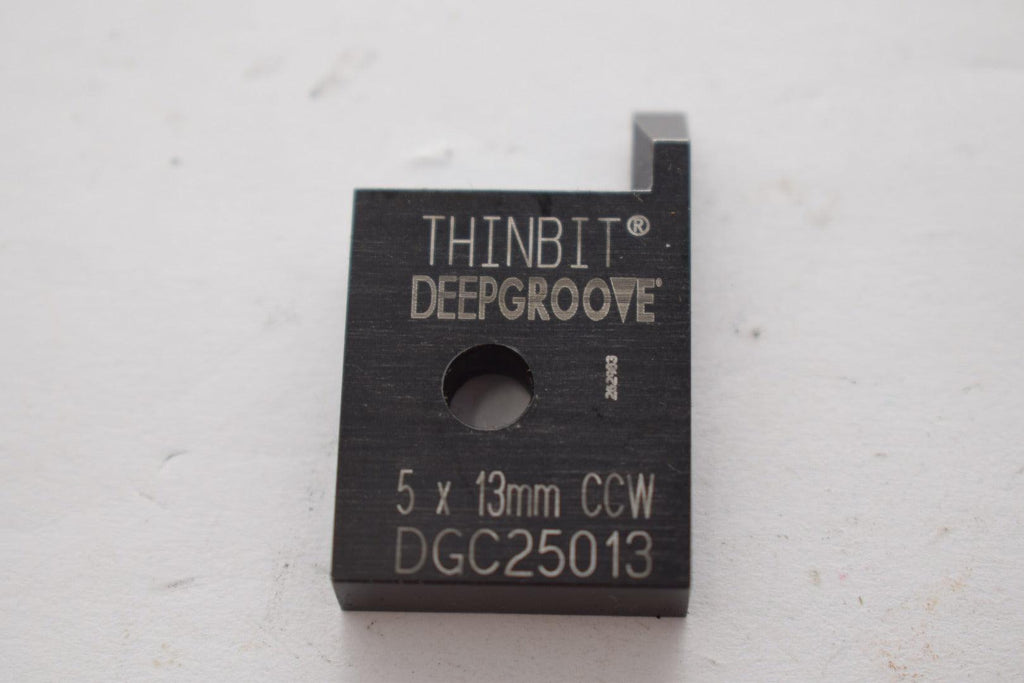 THINBIT®
DEEPGROOVE®
5 x 13mm CCW
DGC25013